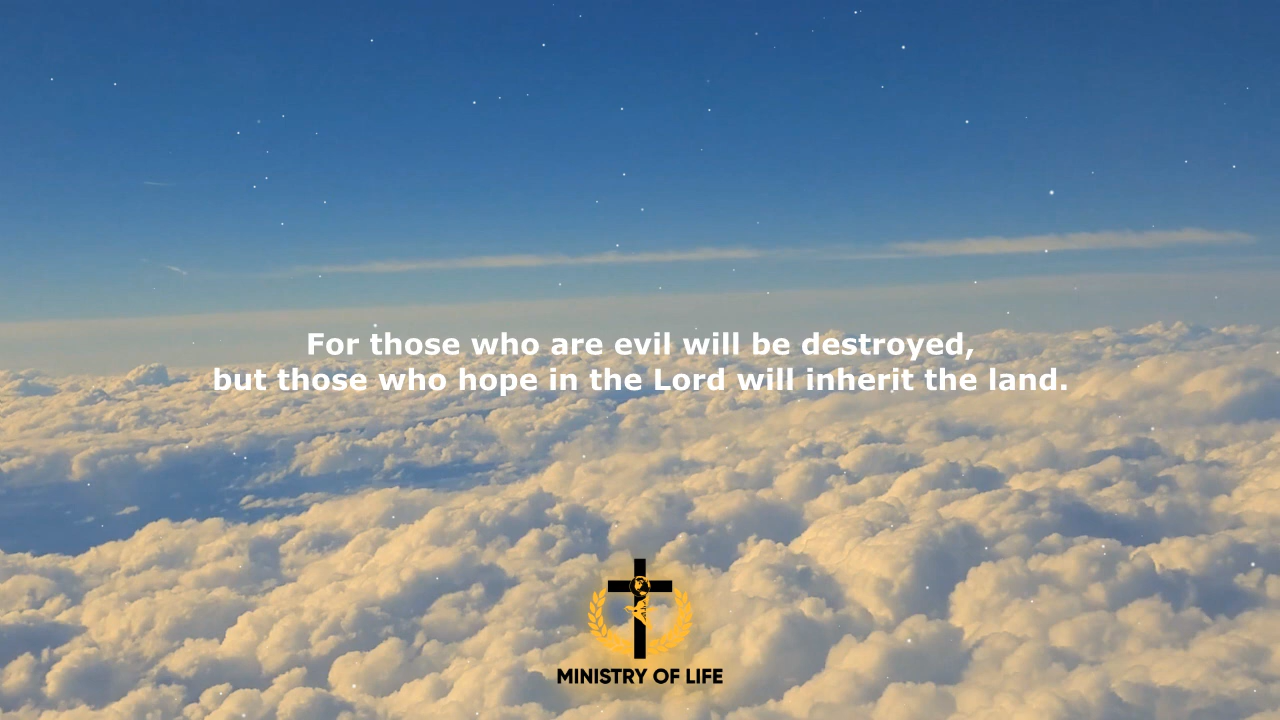 For those who are evil will be destroyed,
but those who hope in the Lord will inherit the land.
MINISTRY OF LIFE